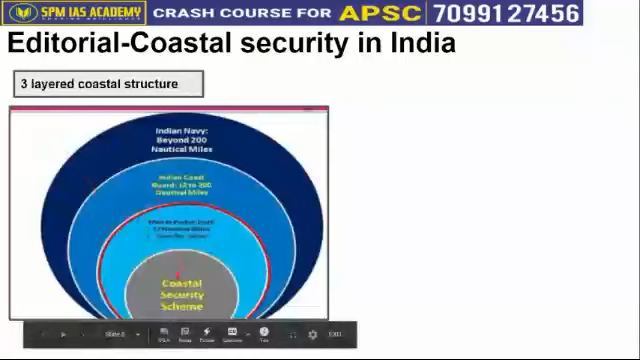 SPM IAS ACADEMY
CRASH COURSE FOR APSC 7099127456
Editorial-Coastal security in India
3 layered coastal structure
Indian Navy:
Beyond 200
Nautical Miles
Indian Coast
Guard: 12 to 200
Nautical Miles
Coastal
Security
Scheme